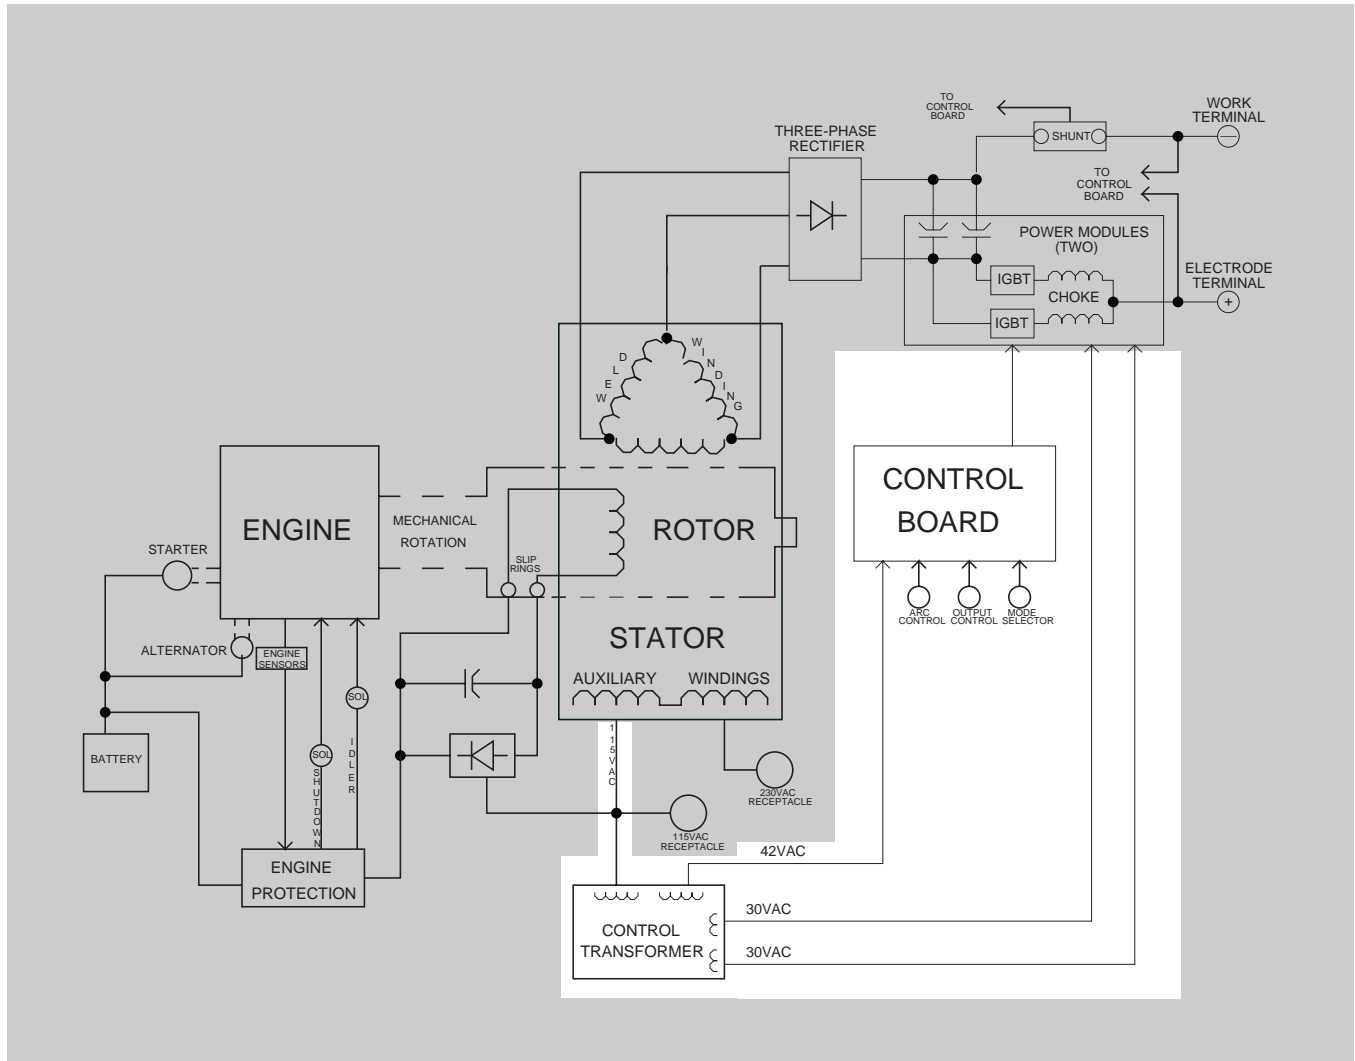 TO
CONTROL
BOARD
WORK
TERMINAL
THREE-PHASE
RECTIFIER
SHUNT
TO
CONTROL
BOARD
POWER MODULES
(TWO)
ELECTRODE
TERMINAL
IGBT
CHOKE
IGBT
WELD
WINDING
CONTROL
BOARD
ENGINE
MECHANICAL
ROTATION
ROTOR
STARTER
SLIP
RINGS
ARC
CONTROL
OUTPUT
CONTROL
MODE
SELECTOR
STATOR
ALTERNATOR
ENGINE
SENSORS
AUXILIARY
WINDINGS
SOL
SOL
IDLER
SHUTDOWN
BATTERY
115VAC
230VAC
RECEPTACLE
115VAC
RECEPTACLE
42VAC
ENGINE
PROTECTION
30VAC
CONTROL
TRANSFORMER
30VAC